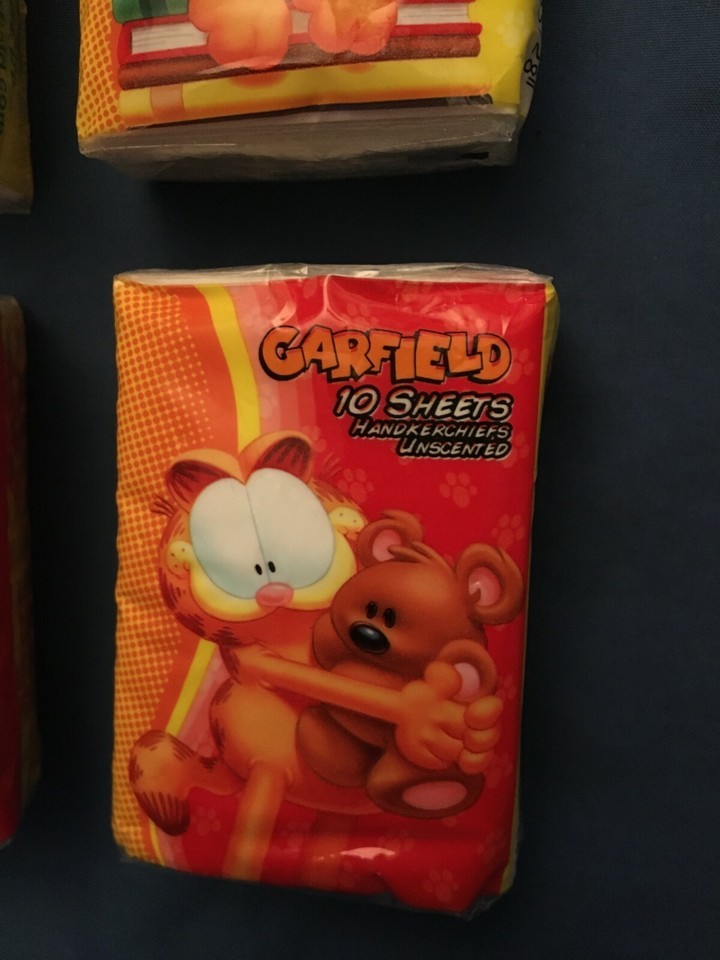 GARFIELD
10 SHEETS
HANDKERCHIEFS
UNSCENTED